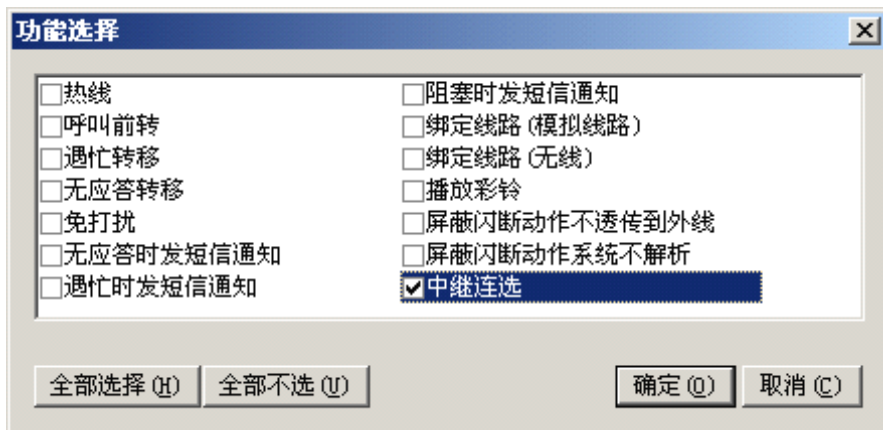 功能选择
热线
呼叫前转
遇忙转移
无应答转移
免打扰
无应答时发短信通知
遇忙时发短信通知
阻塞时发短信通知
绑定线路(模拟线路)
绑定线路(无线)
播放彩铃
屏蔽闪断动作不透传到外线
屏蔽闪断动作系统不解析
中继连选
全部选择(H) 全部不选(U) 确定(O) 取消(C)